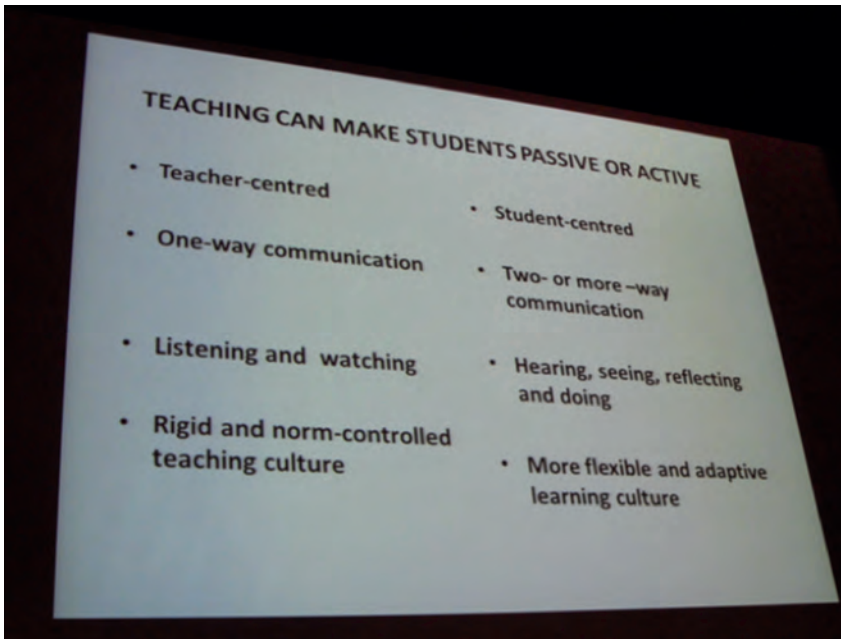 TEACHING CAN MAKE STUDENTS PASSIVE OR ACTIVE
• Teacher-centred
• One-way communication
• Listening and watching
• Rigid and norm-controlled
teaching culture
• Student-centred
• Two- or more –way
communication
• Hearing, seeing, reflecting
and doing
• More flexible and adaptive
learning culture